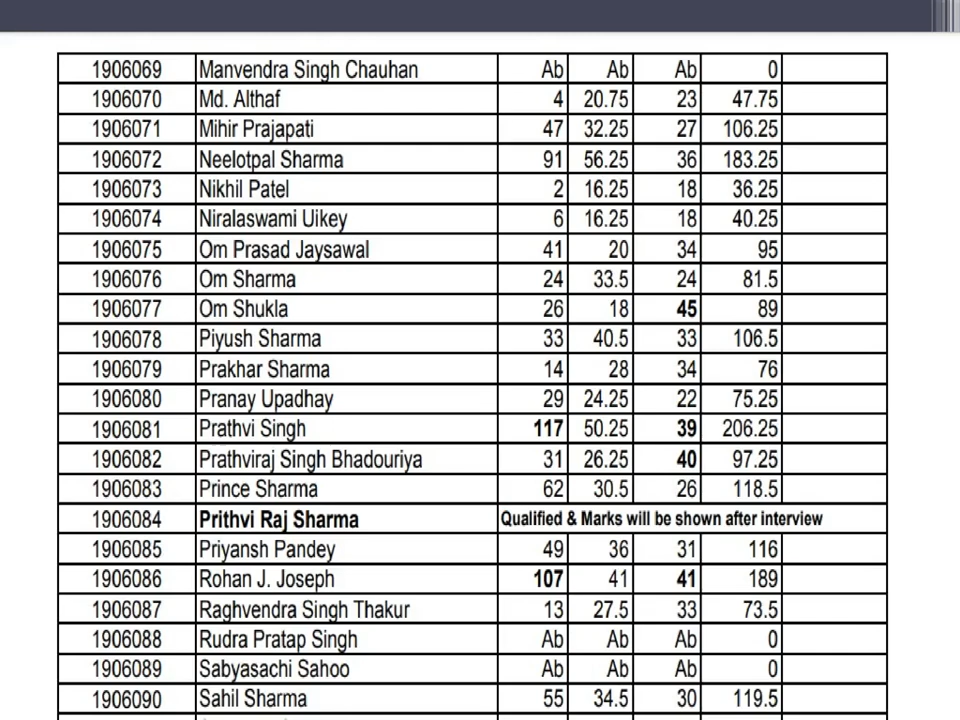 1906069 Manvendra Singh Chauhan Ab Ab Ab 0
1906070 Md. Althaf 4 20.75 23 47.75
1906071 Mihir Prajapati 47 32.25 27 106.25
1906072 Neelotpal Sharma 91 56.25 36 183.25
1906073 Nikhil Patel 2 16.25 18 36.25
1906074 Niralaswami Uikey 6 16.25 18 40.25
1906075 Om Prasad Jaysawal 41 20 34 95
1906076 Om Sharma 24 33.5 24 81.5
1906077 Om Shukla 26 18 45 89
1906078 Piyush Sharma 33 40.5 33 106.5
1906079 Prakhar Sharma 14 28 34 76
1906080 Pranay Upadhay 29 24.25 22 75.25
1906081 Prathvi Singh 117 50.25 39 206.25
1906082 Prathviraj Singh Bhadouriya 31 26.25 40 97.25
1906083 Prince Sharma 62 30.5 26 118.5
1906084 Prithvi Raj Sharma Qualified & Marks will be shown after interview
1906085 Priyansh Pandey 49 36 31 116
1906086 Rohan J. Joseph 107 41 41 189
1906087 Raghvendra Singh Thakur 13 27.5 33 73.5
1906088 Rudra Pratap Singh Ab Ab Ab 0
1906089 Sabyasachi Sahoo Ab Ab Ab 0
1906090 Sahil Sharma 55 34.5 30 119.5